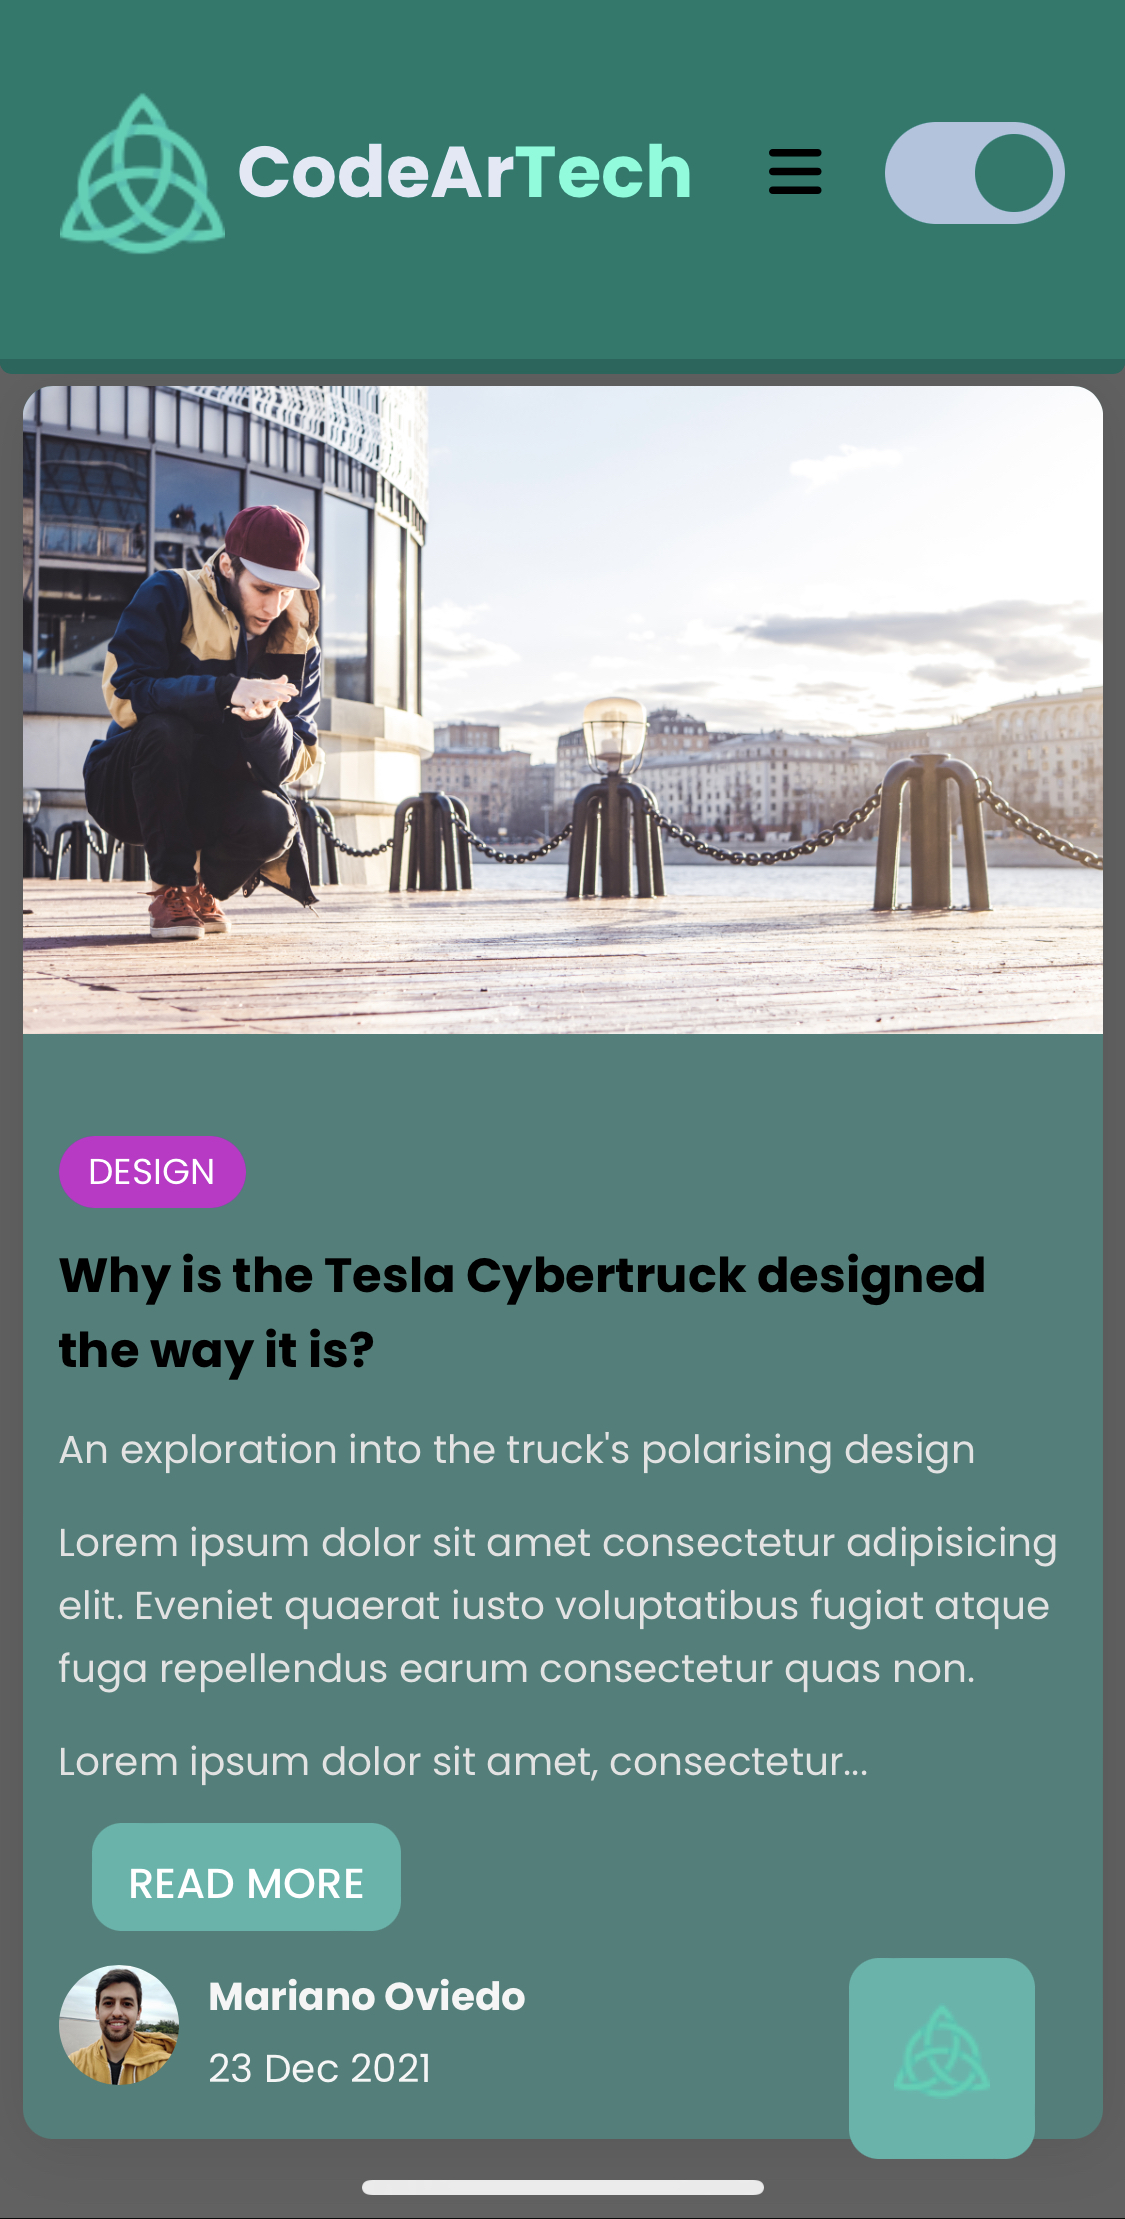 CodeArTech
DESIGN
Why is the Tesla Cybertruck designed
the way it is?
An exploration into the truck's polarising design
Lorem ipsum dolor sit amet consectetur adipisicing
elit. Eveniet quaerat iusto voluptatibus fugiat atque
fuga repellendus earum consectetur quas non.
Lorem ipsum dolor sit amet, consectetur...
READ MORE
Mariano Oviedo
23 Dec 2021